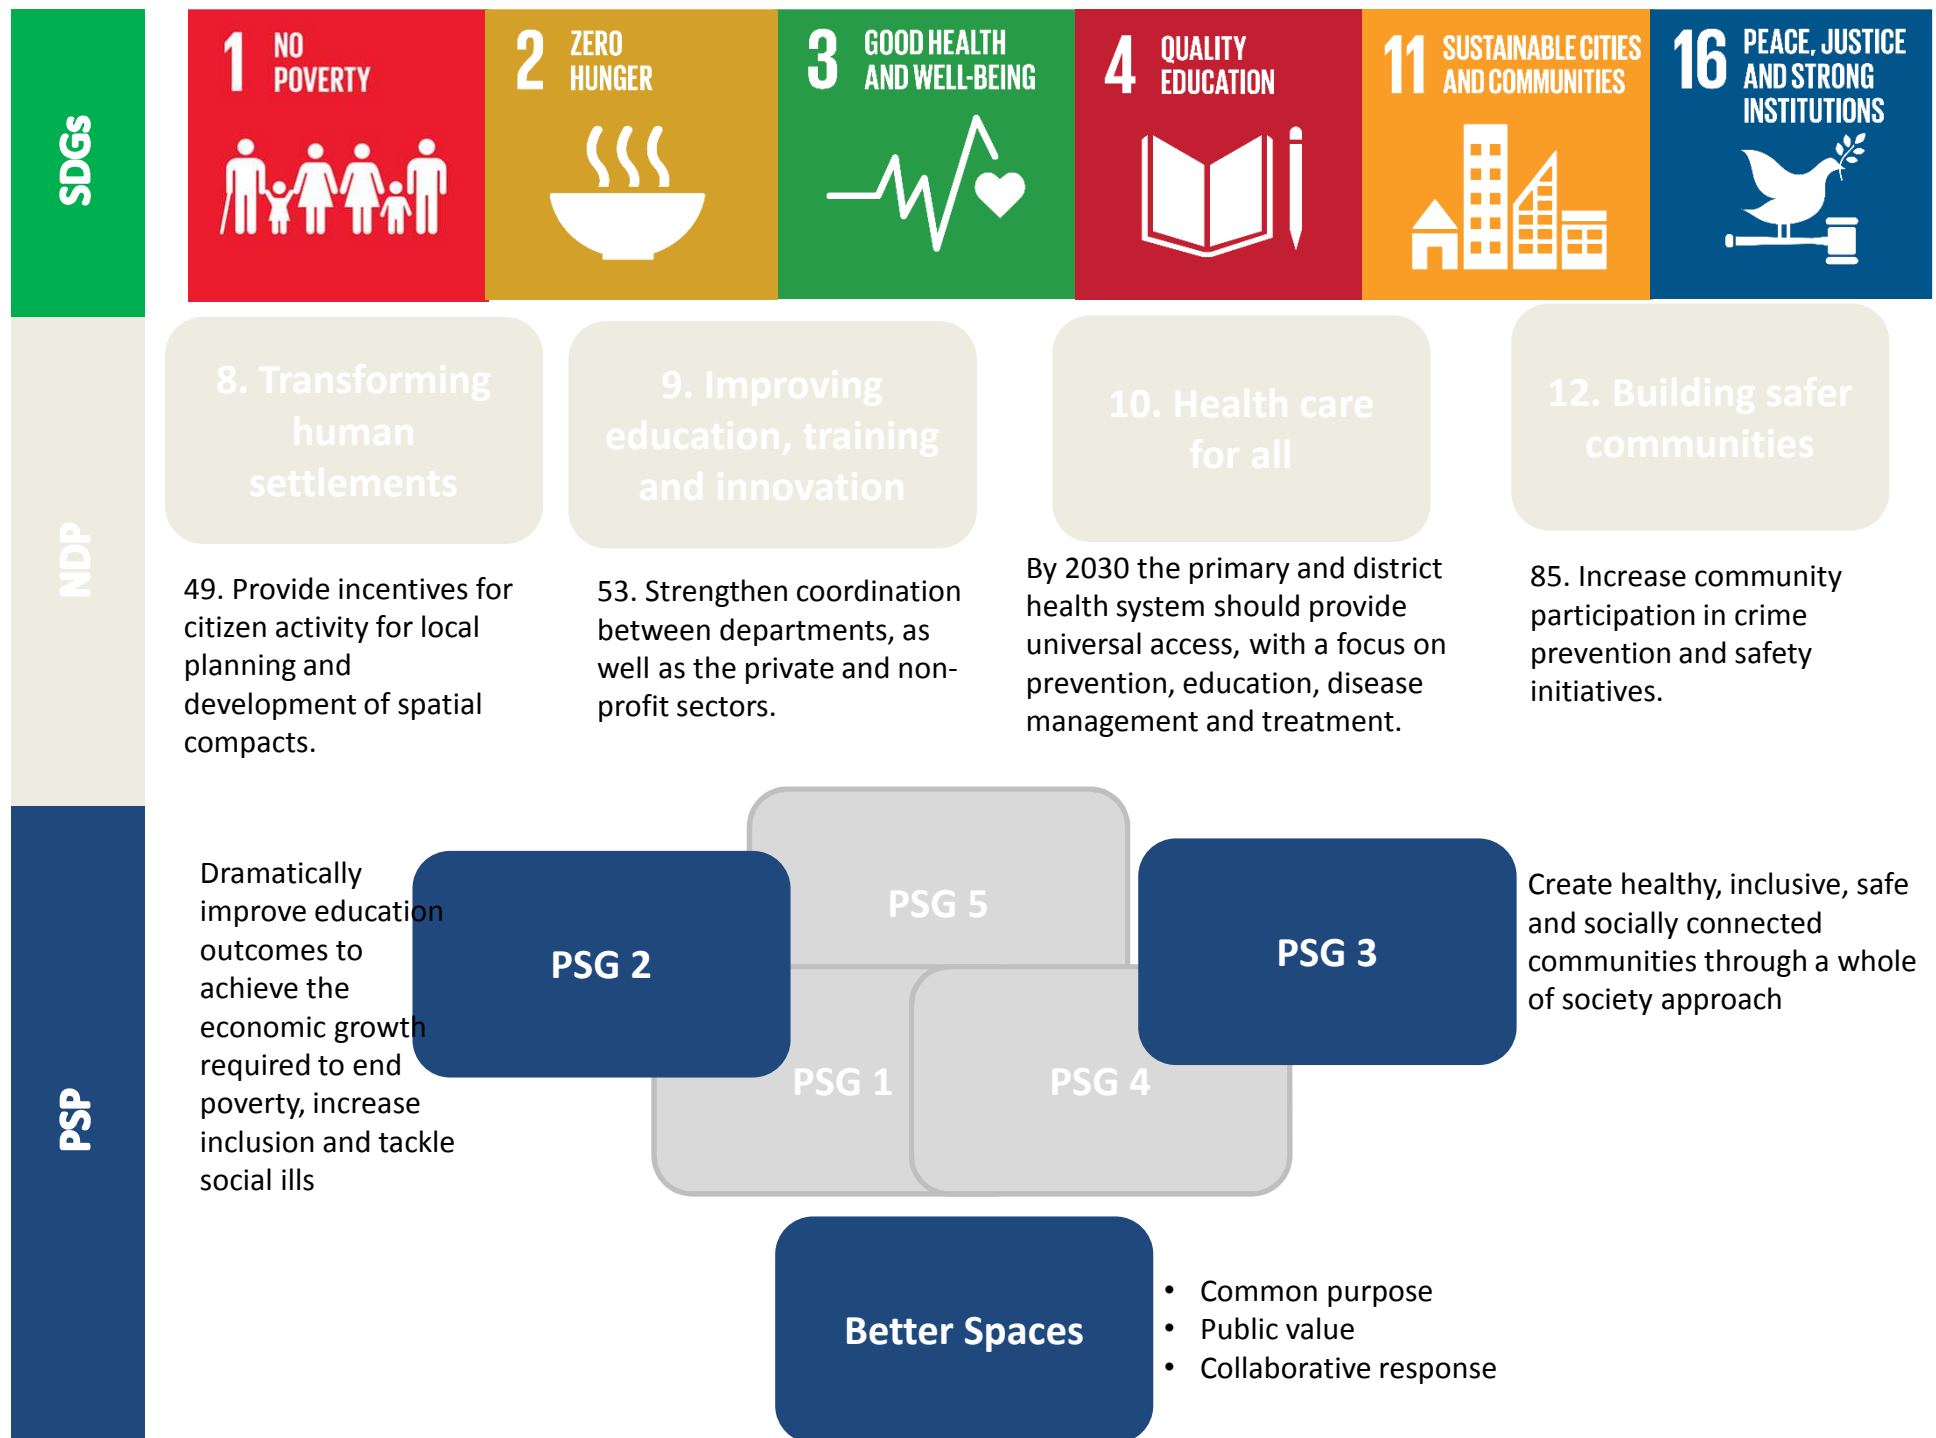 SDGs
1 NO
POVERTY
2 ZERO
HUNGER
3 GOOD HEALTH
AND WELL-BEING
4 QUALITY
EDUCATION
11 SUSTAINABLE CITIES
AND COMMUNITIES
16 PEACE, JUSTICE
AND STRONG
INSTITUTIONS
NDP
8. Transforming
human
settlements
9. Improving
education, training
and innovation
10. Health care
for all
12. Building safer
communities
49. Provide incentives for
citizen activity for local
planning and
development of spatial
compacts.
53. Strengthen coordination
between departments, as
well as the private and non-
profit sectors.
By 2030 the primary and district
health system should provide
universal access, with a focus on
prevention, education, disease
management and treatment.
85. Increase community
participation in crime
prevention and safety
initiatives.
PSP
Dramatically
improve education
outcomes to
achieve the
economic growth
required to end
poverty, increase
inclusion and tackle
social ills
PSG 2
PSG 5
PSG 3
PSG 1
PSG 4
Create healthy, inclusive, safe
and socially connected
communities through a whole
of society approach
Better Spaces
• Common purpose
• Public value
• Collaborative response